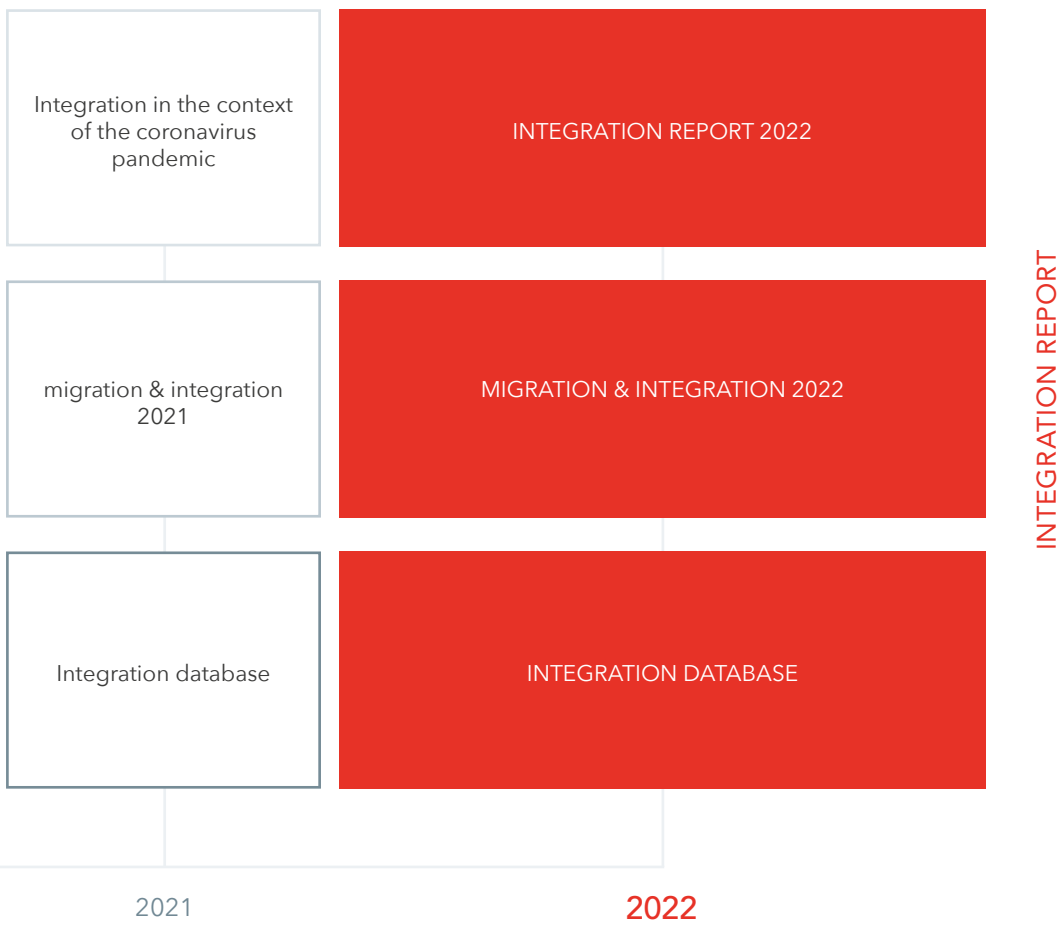 Integration in the context
of the coronavirus
pandemic
INTEGRATION REPORT 2022
migration & integration
2021
MIGRATION & INTEGRATION 2022
Integration database
INTEGRATION DATABASE
2021
2022
INTEGRATION REPORT